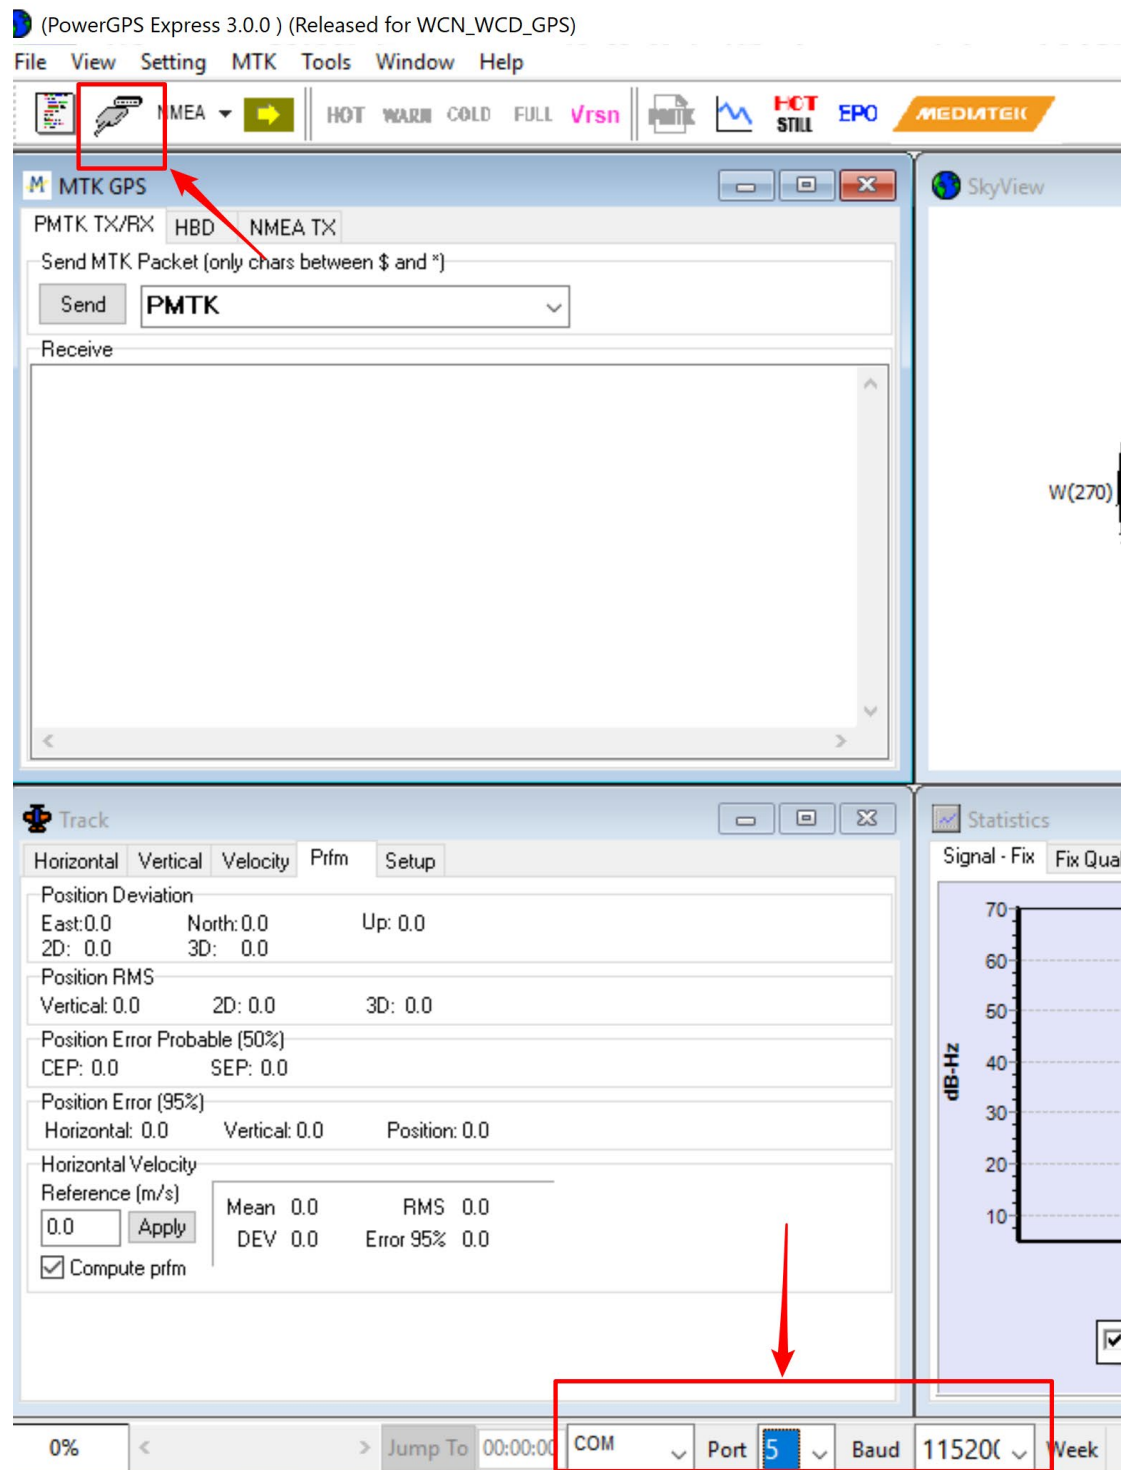 (PowerGPS Express 3.0.0 ) (Released for WCN_WCD_GPS)
File View Setting MTK Tools Window Help
NMEA HOT WARM COLD FULL Vrsn PMTK HOT STILL EPO MEDIATEK
MTK GPS
PMTK TX/RX HBD NMEA TX
Send MTK Packet (only chars between $ and *)
Send PMTK
Receive
SkyView
W(270)
Track
Horizontal Vertical Velocity Prfm Setup
Position Deviation
East:0.0 North:0.0 Up: 0.0
2D: 0.0 3D: 0.0
Position RMS
Vertical: 0.0 2D: 0.0 3D: 0.0
Position Error Probable (50%)
CEP: 0.0 SEP: 0.0
Position Error (95%)
Horizontal: 0.0 Vertical: 0.0 Position: 0.0
Horizontal Velocity
Reference (m/s)
Mean 0.0 RMS 0.0
0.0 Apply
DEV 0.0 Error 95% 0.0
Compute prfm
Statistics
Signal - Fix Fix Qual
70
60
50
40
30
20
10
dB-Hz
0% Jump To 00:00:00 COM Port 5 Baud 115200 Week